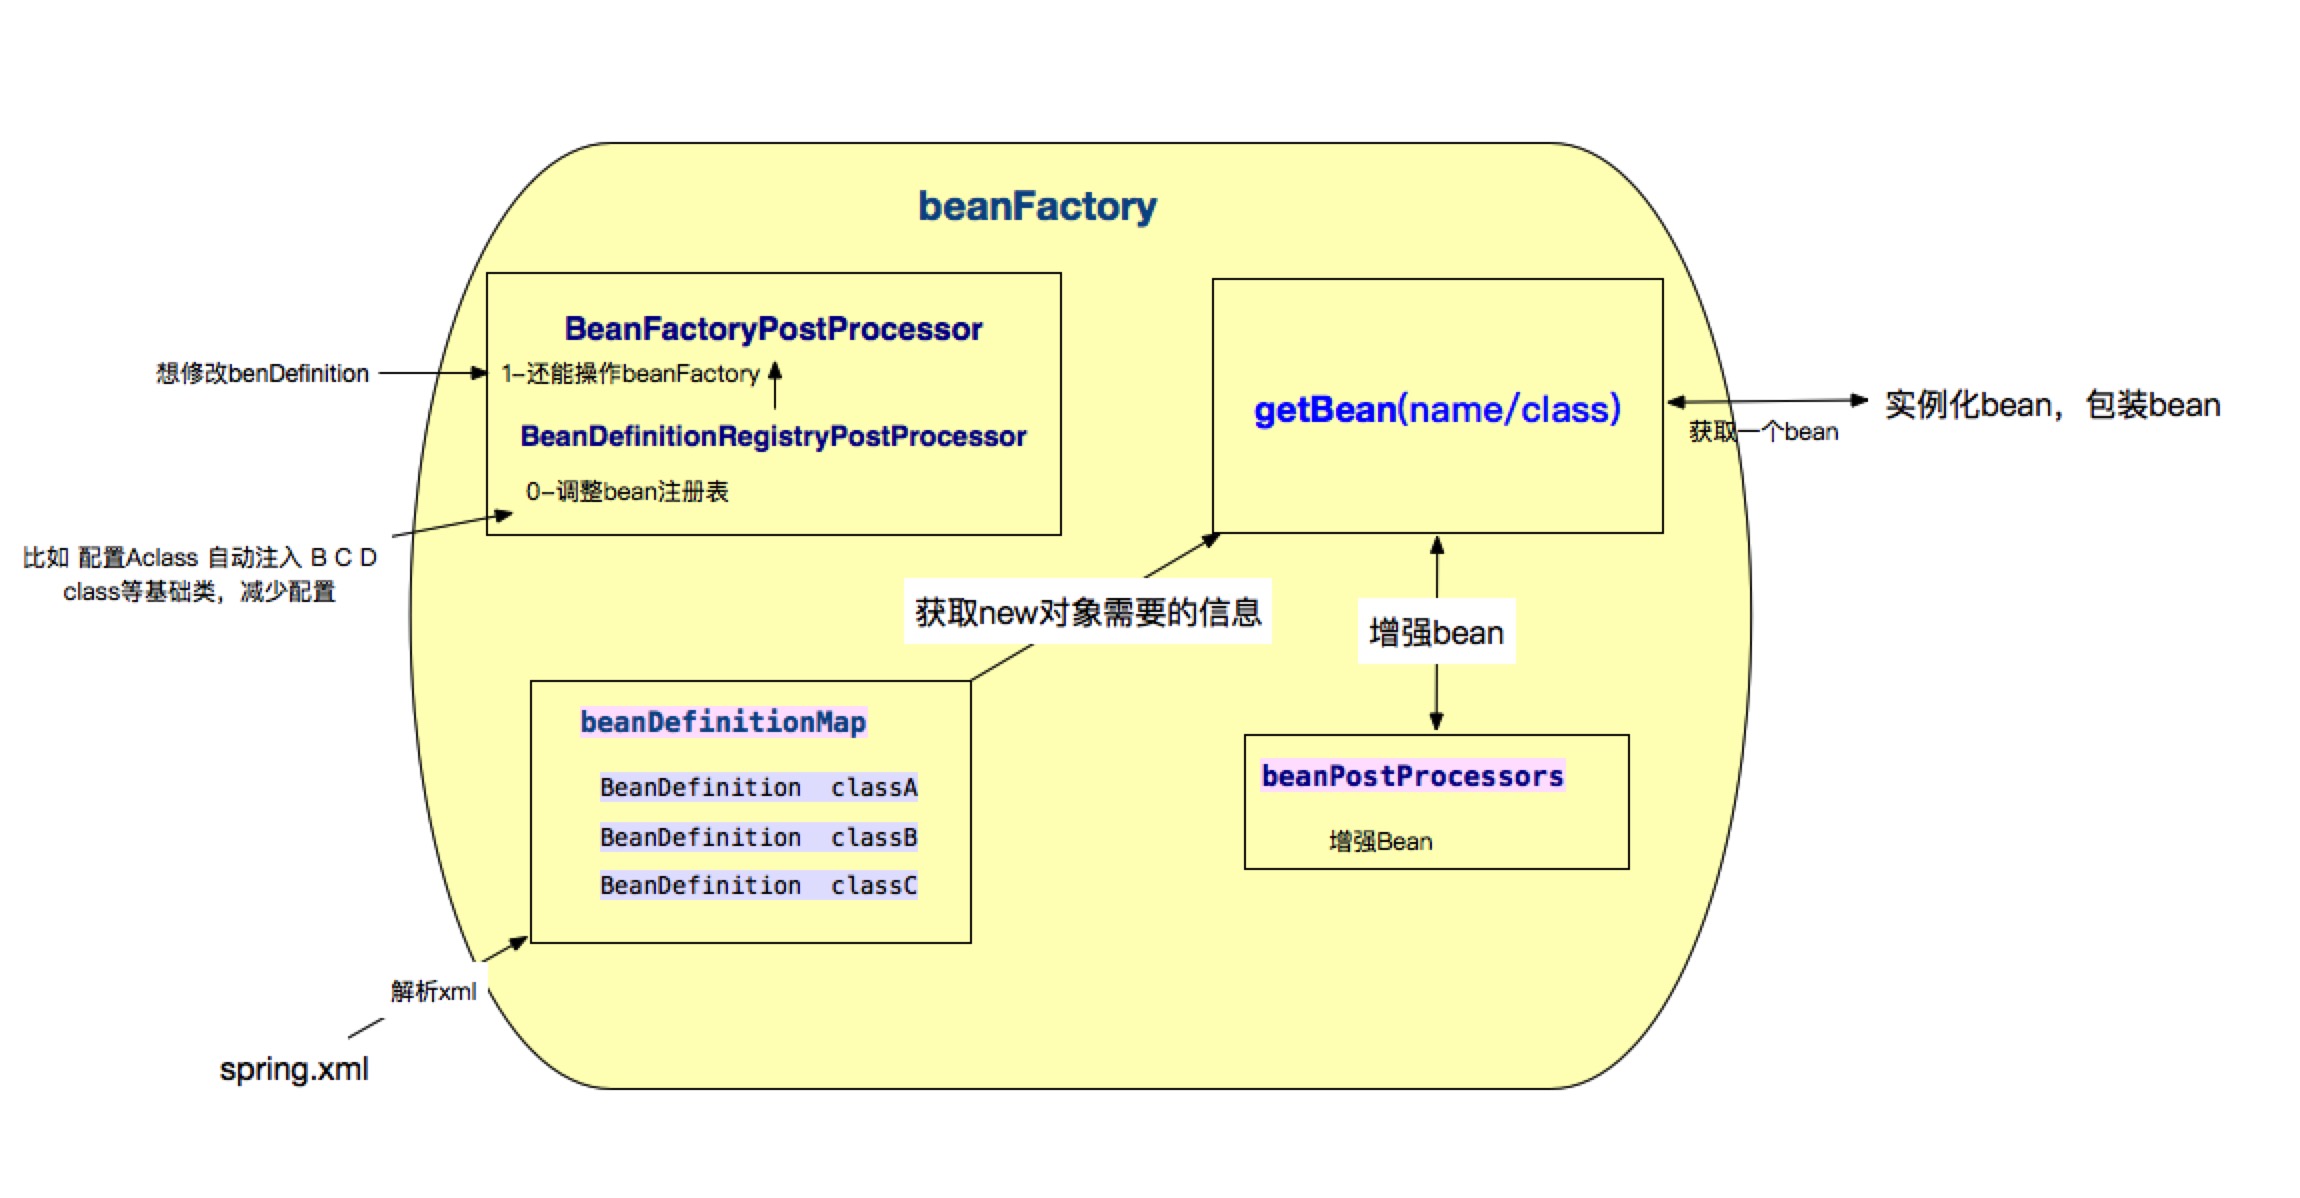 beanFactory
BeanFactoryPostProcessor
想修改benDefinition
1-还能操作beanFactory
BeanDefinitionRegistryPostProcessor
0-调整bean注册表
比如 配置Aclass 自动注入 B C D
class等基础类，减少配置
getBean(name/class)
获取一个bean
实例化bean，包装bean
获取new对象需要的信息
增强bean
beanDefinitionMap
BeanDefinition classA
BeanDefinition classB
BeanDefinition classC
beanPostProcessors
增强Bean
解析xml
spring.xml